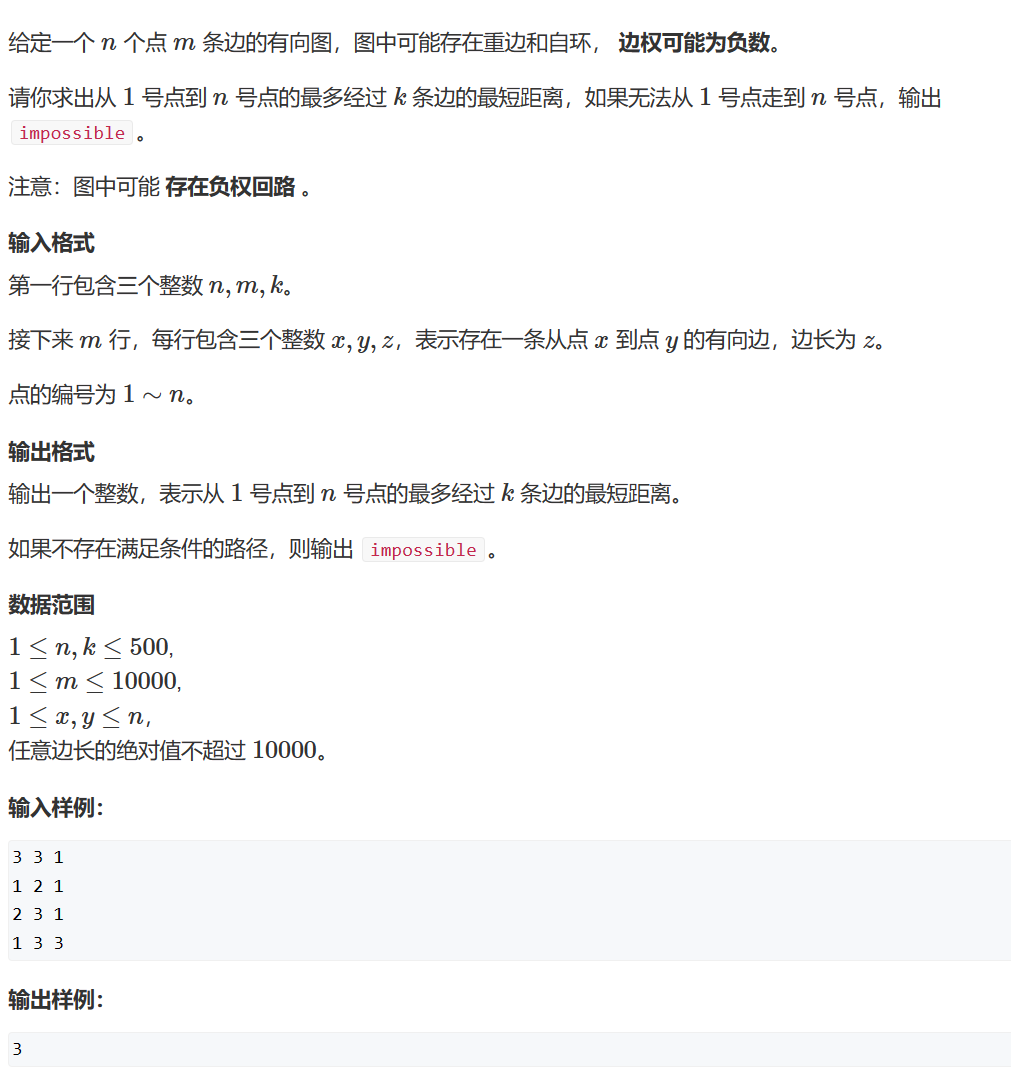 给定一个 n 个点 m 条边的有向图，图中可能存在重边和自环， 边权可能为负数。
请你求出从 1 号点到 n 号点的最多经过 k 条边的最短距离，如果无法从 1 号点走到 n 号点，输出
impossible 。
注意：图中可能 存在负权回路 。
输入格式
第一行包含三个整数 n, m, k。
接下来 m 行，每行包含三个整数 x, y, z，表示存在一条从点 x 到点 y 的有向边，边长为 z。
点的编号为 1 ∼ n。
输出格式
输出一个整数，表示从 1 号点到 n 号点的最多经过 k 条边的最短距离。
如果不存在满足条件的路径，则输出 impossible 。
数据范围
1 ≤ n, k ≤ 500,
1 ≤ m ≤ 10000,
1 ≤ x, y ≤ n，
任意边长的绝对值不超过 10000。
输入样例：
3 3 1
1 2 1
2 3 1
1 3 3
输出样例：
3